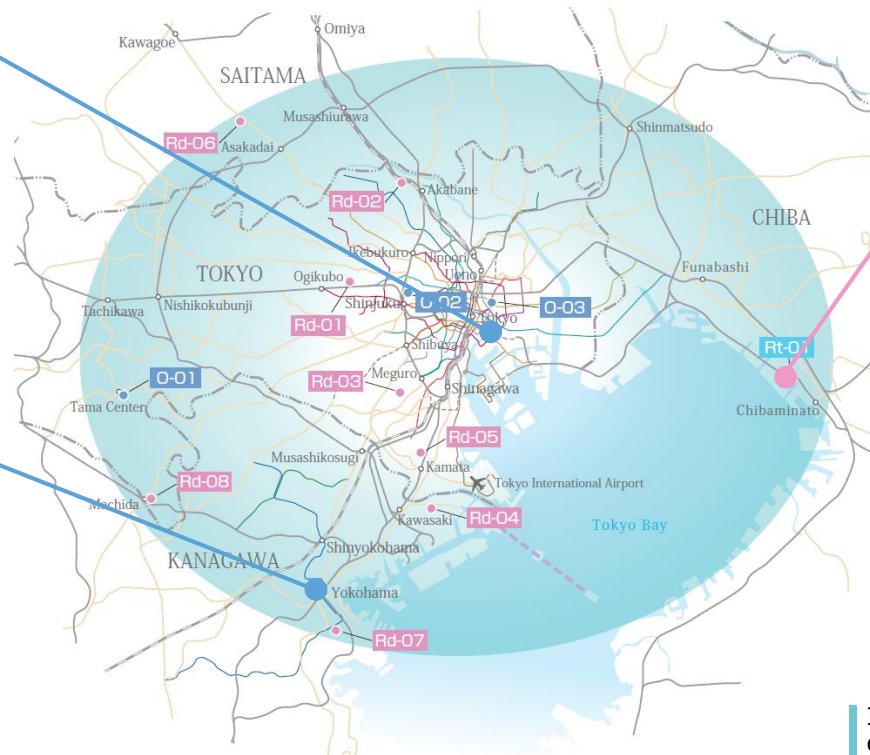 Omiya
Kawagoe
SAITAMA
Musashiurawa
Shinmatsudo
Rd-06
Asakadai
Rd-02
Akabane
CHIBA
Ikebukuro
Nippori
Ueno
TOKYO
Ogikubo
Funabashi
Tachikawa
Nishikokubunji
Shinjuku
O-02
O-03
Rd-01
Tokyo
Shibuya
Rt-01
Meguro
O-01
Rd-03
Shinagawa
Tama Center
Chibaminato
Rd-05
Musashikosugi
Kamata
Rd-08
Tokyo International Airport
Machida
Rd-04
Kawasaki
Tokyo Bay
Shinyokohama
KANAGAWA
Yokohama
Rd-07